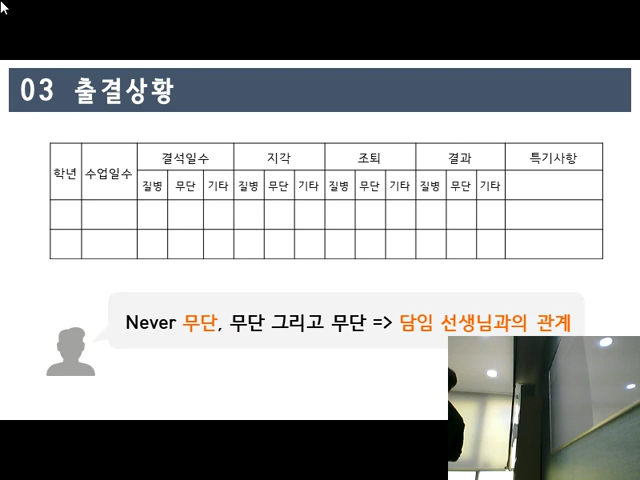 03 출결상황
학년 수업일수 결석일수 지각 조퇴 결과 특기사항
질병 무단 기타 질병 무단 기타 질병 무단 기타 질병 무단 기타
Never 무단, 무단 그리고 무단 => 담임 선생님과의 관계